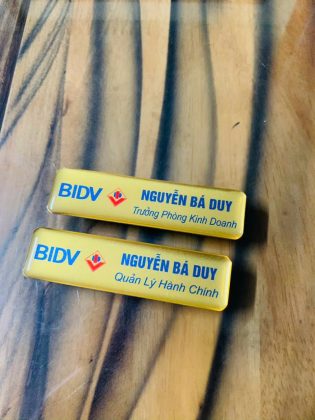 BIDV NGUYỄN BÁ DUY
Trưởng Phòng Kinh Doanh
BIDV NGUYỄN BÁ DUY
Quản Lý Hành Chính